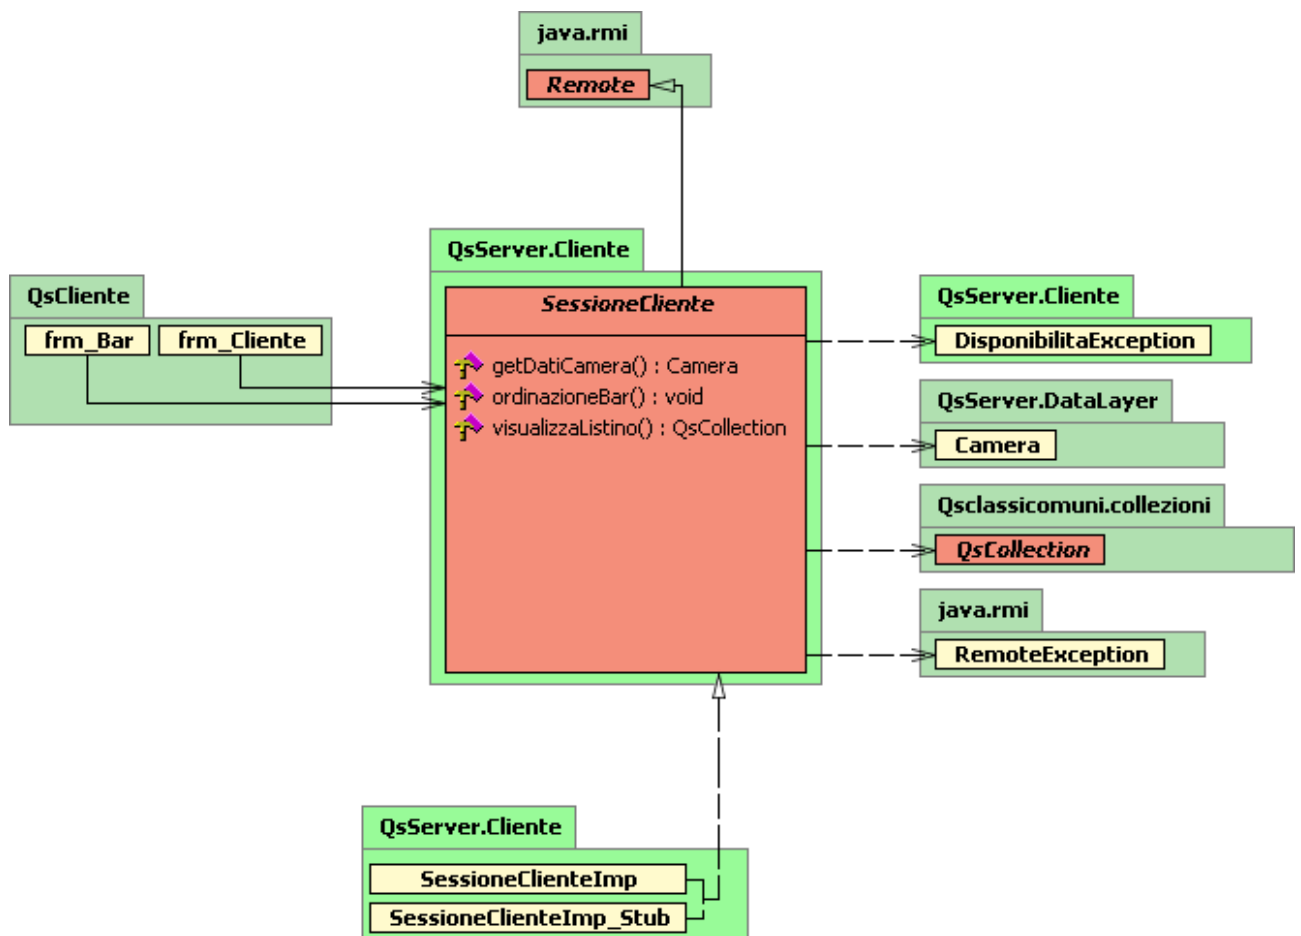 java.rmi
Remote
QsServer.Cliente
SessioneCliente
getDatiCamera() : Camera
ordinazioneBar() : void
visualizzaListino() : QsCollection
QsCliente
frm_Bar
frm_Cliente
QsServer.Cliente
DisponibilitaException
QsServer.DataLayer
Camera
Qsclassicomuni.collezioni
QsCollection
java.rmi
RemoteException
QsServer.Cliente
SessioneClienteImp
SessioneClienteImp_Stub